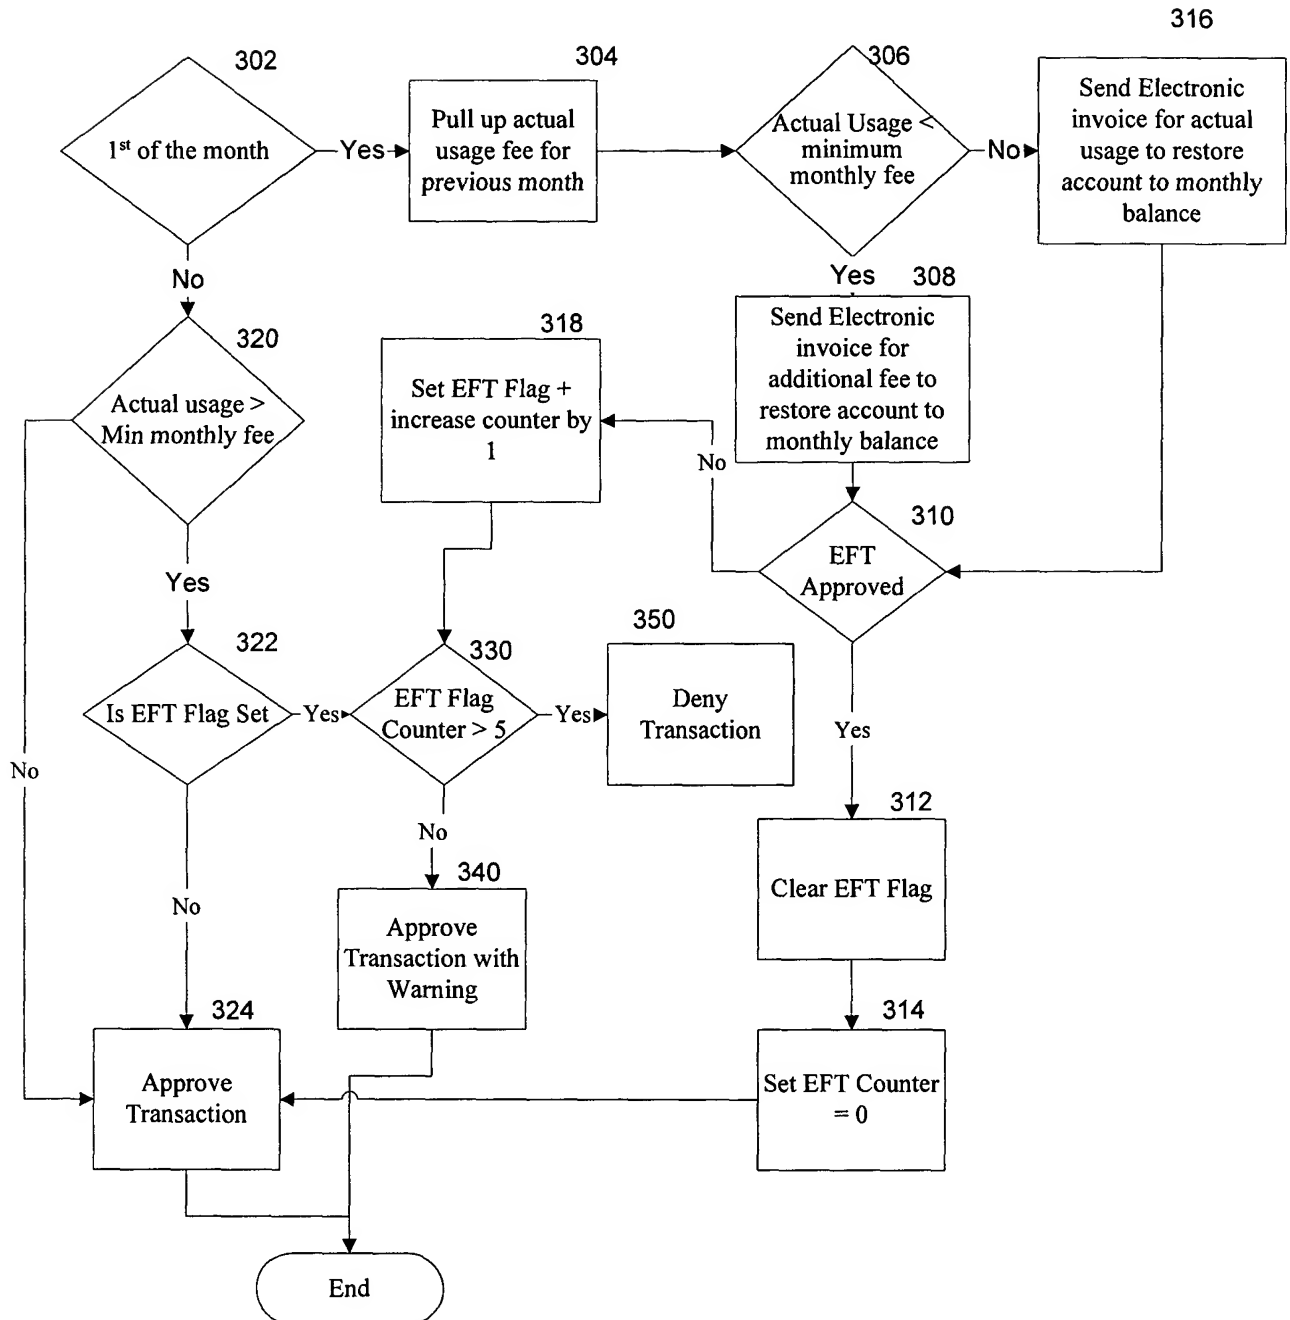 302
1st of the month
Yes
304
Pull up actual
usage fee for
previous month
306
Actual Usage <
minimum
monthly fee
No
316
Send Electronic
invoice for actual
usage to restore
account to monthly
balance
No
Yes
308
Send Electronic
invoice for
additional fee to
restore account to
monthly balance
320
Actual usage >
Min monthly fee
318
Set EFT Flag +
increase counter by
1
No
310
EFT
Approved
Yes
322
Is EFT Flag Set
Yes
330
EFT Flag
Counter > 5
Yes
350
Deny
Transaction
Yes
No
No
312
Clear EFT Flag
340
Approve
Transaction with
Warning
No
324
Approve
Transaction
314
Set EFT Counter
= 0
End